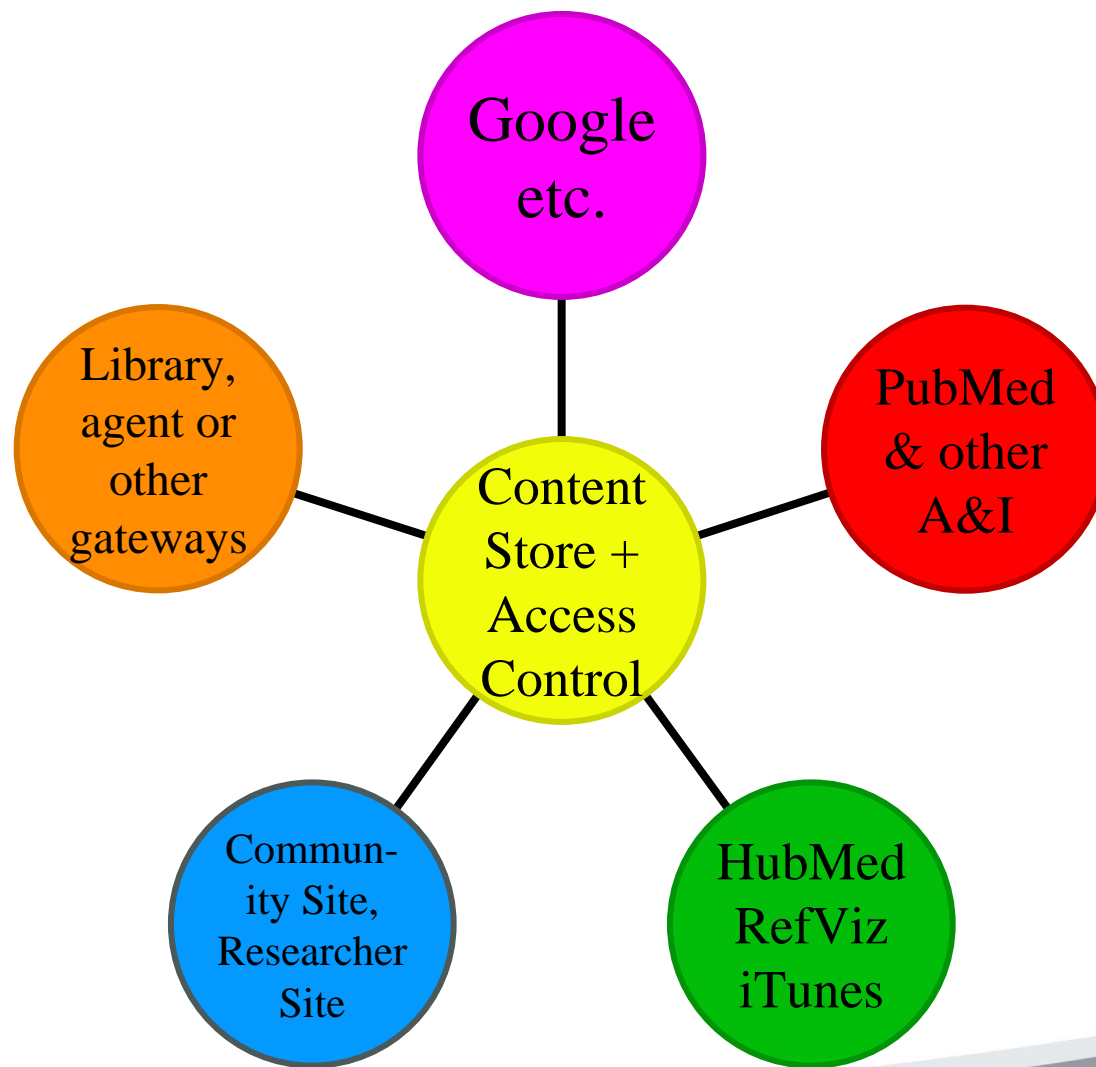 Google
etc.
Library,
agent or
other
gateways
PubMed
& other
A&I
Content
Store +
Access
Control
Commun-
ity Site,
Researcher
Site
HubMed
RefViz
iTunes